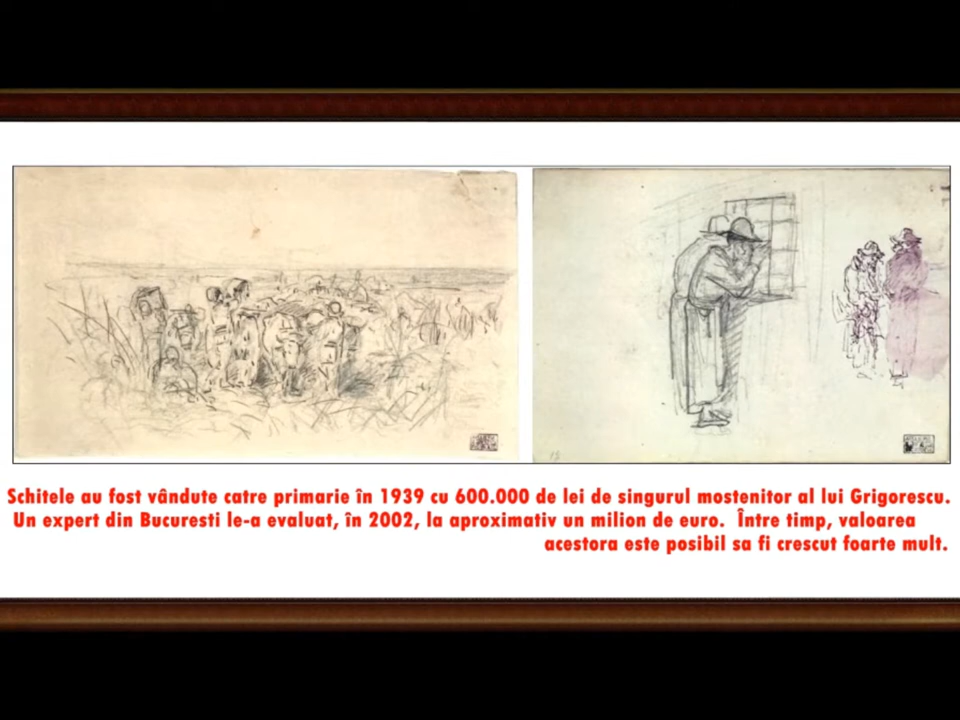 Schitele au fost vândute catre primarie în 1939 cu 600.000 de lei de singurul mostenitor al lui Grigorescu.
Un expert din Bucuresti le-a evaluat, în 2002, la aproximativ un milion de euro. Între timp, valoarea
acestora este posibil sa fi crescut foarte mult.